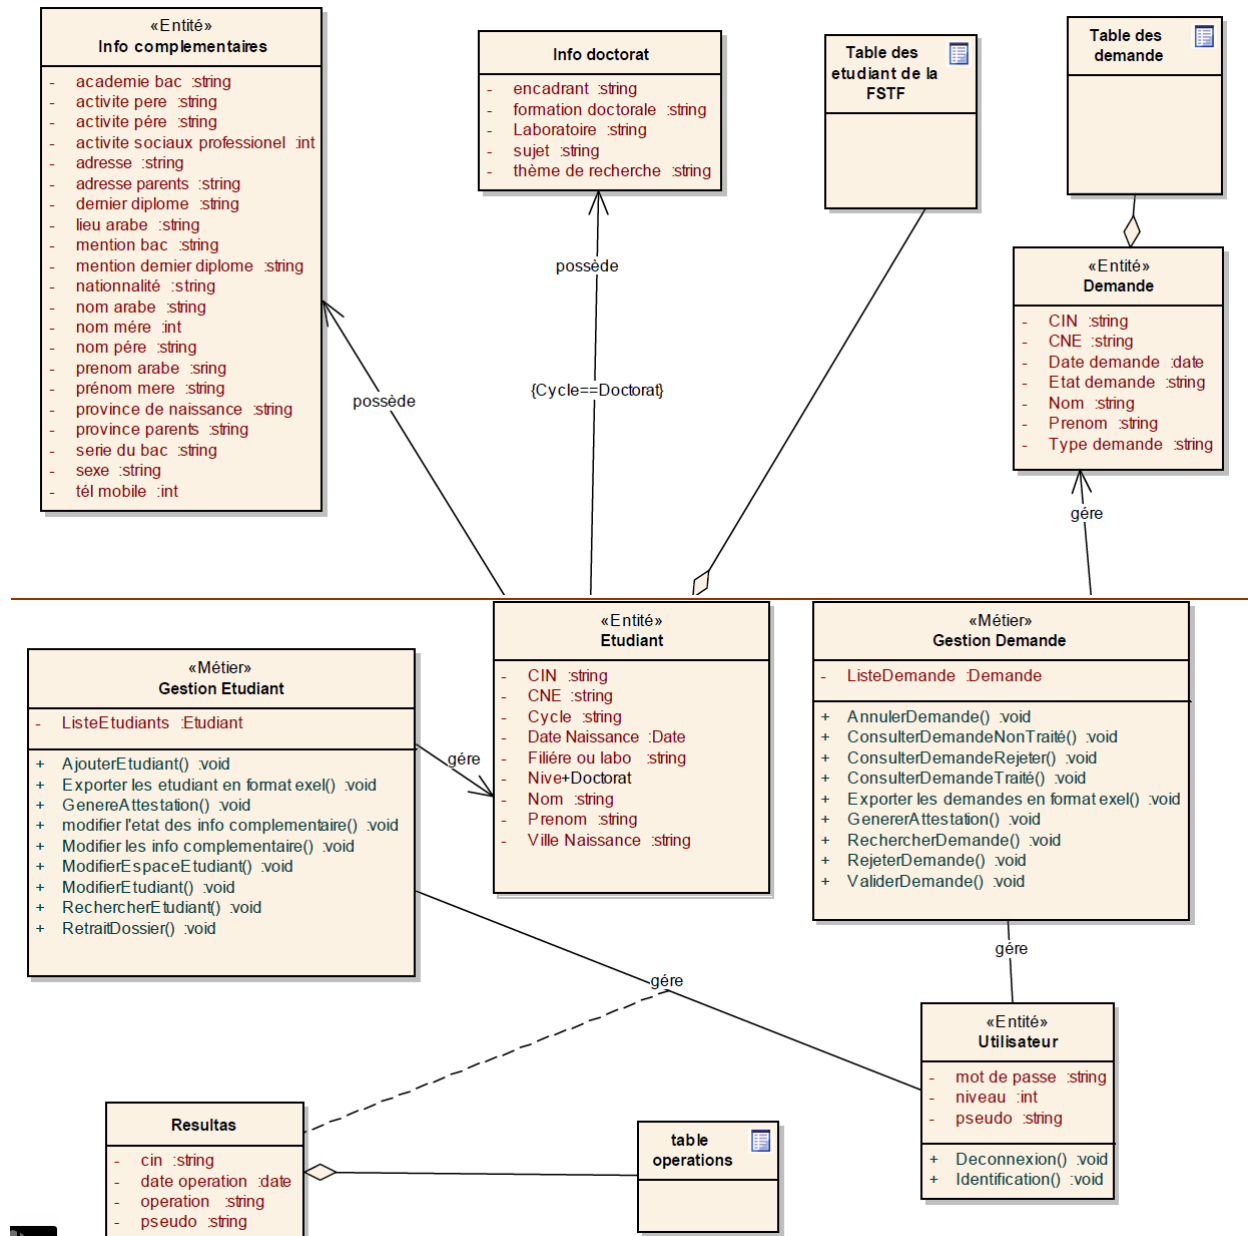 «Entité»
Info complementaires
- academie bac :string
- activite pere :string
- activite pére :string
- activite sociaux professionel :int
- adresse :string
- adresse parents :string
- dernier diplome :string
- lieu arabe :string
- mention bac :string
- mention dernier diplome :string
- nationnalité :string
- nom arabe :string
- nom mére :int
- nom pére :string
- prenom arabe :sring
- prénom mere :string
- province de naissance :string
- province parents :string
- serie du bac :string
- sexe :string
- tél mobile :int
Info doctorat
- encadrant :string
- formation doctorale :string
- Laboratoire :string
- sujet :string
- thème de recherche :string
Table des
etudiant de la
FSTF
Table des
demande
«Entité»
Demande
- CIN :string
- CNE :string
- Date demande :date
- Etat demande :string
- Nom :string
- Prenom :string
- Type demande :string
possède
{Cycle==Doctorat}
possède
gére
«Entité»
Etudiant
- CIN :string
- CNE :string
- Cycle :string
- Date Naissance :Date
- Filiére ou labo :string
- Nive+Doctorat
- Nom :string
- Prenom :string
- Ville Naissance :string
«Métier»
Gestion Demande
- ListeDemande :Demande
+ AnnulerDemande() :void
+ ConsulterDemandeNonTraité() :void
+ ConsulterDemandeRejeter() :void
+ ConsulterDemandeTraité() :void
+ Exporter les demandes en format exel() :void
+ GenererAttestation() :void
+ RechercherDemande() :void
+ RejeterDemande() :void
+ ValiderDemande() :void
«Métier»
Gestion Etudiant
- ListeEtudiants :Etudiant
+ AjouterEtudiant() :void
+ Exporter les etudiant en format exel() :void
+ GenereAttestation() :void
+ modifier l'etat des info complementaire() :void
+ Modifier les info complementaire() :void
+ ModifierEspaceEtudiant() :void
+ ModifierEtudiant() :void
+ RechercherEtudiant() :void
+ RetraitDossier() :void
gére
gére
gére
«Entité»
Utilisateur
- mot de passe :string
- niveau :int
- pseudo :string
+ Deconnexion() :void
+ Identification() :void
Resultas
- cin :string
- date operation :date
- operation :string
- pseudo :string
table
operations